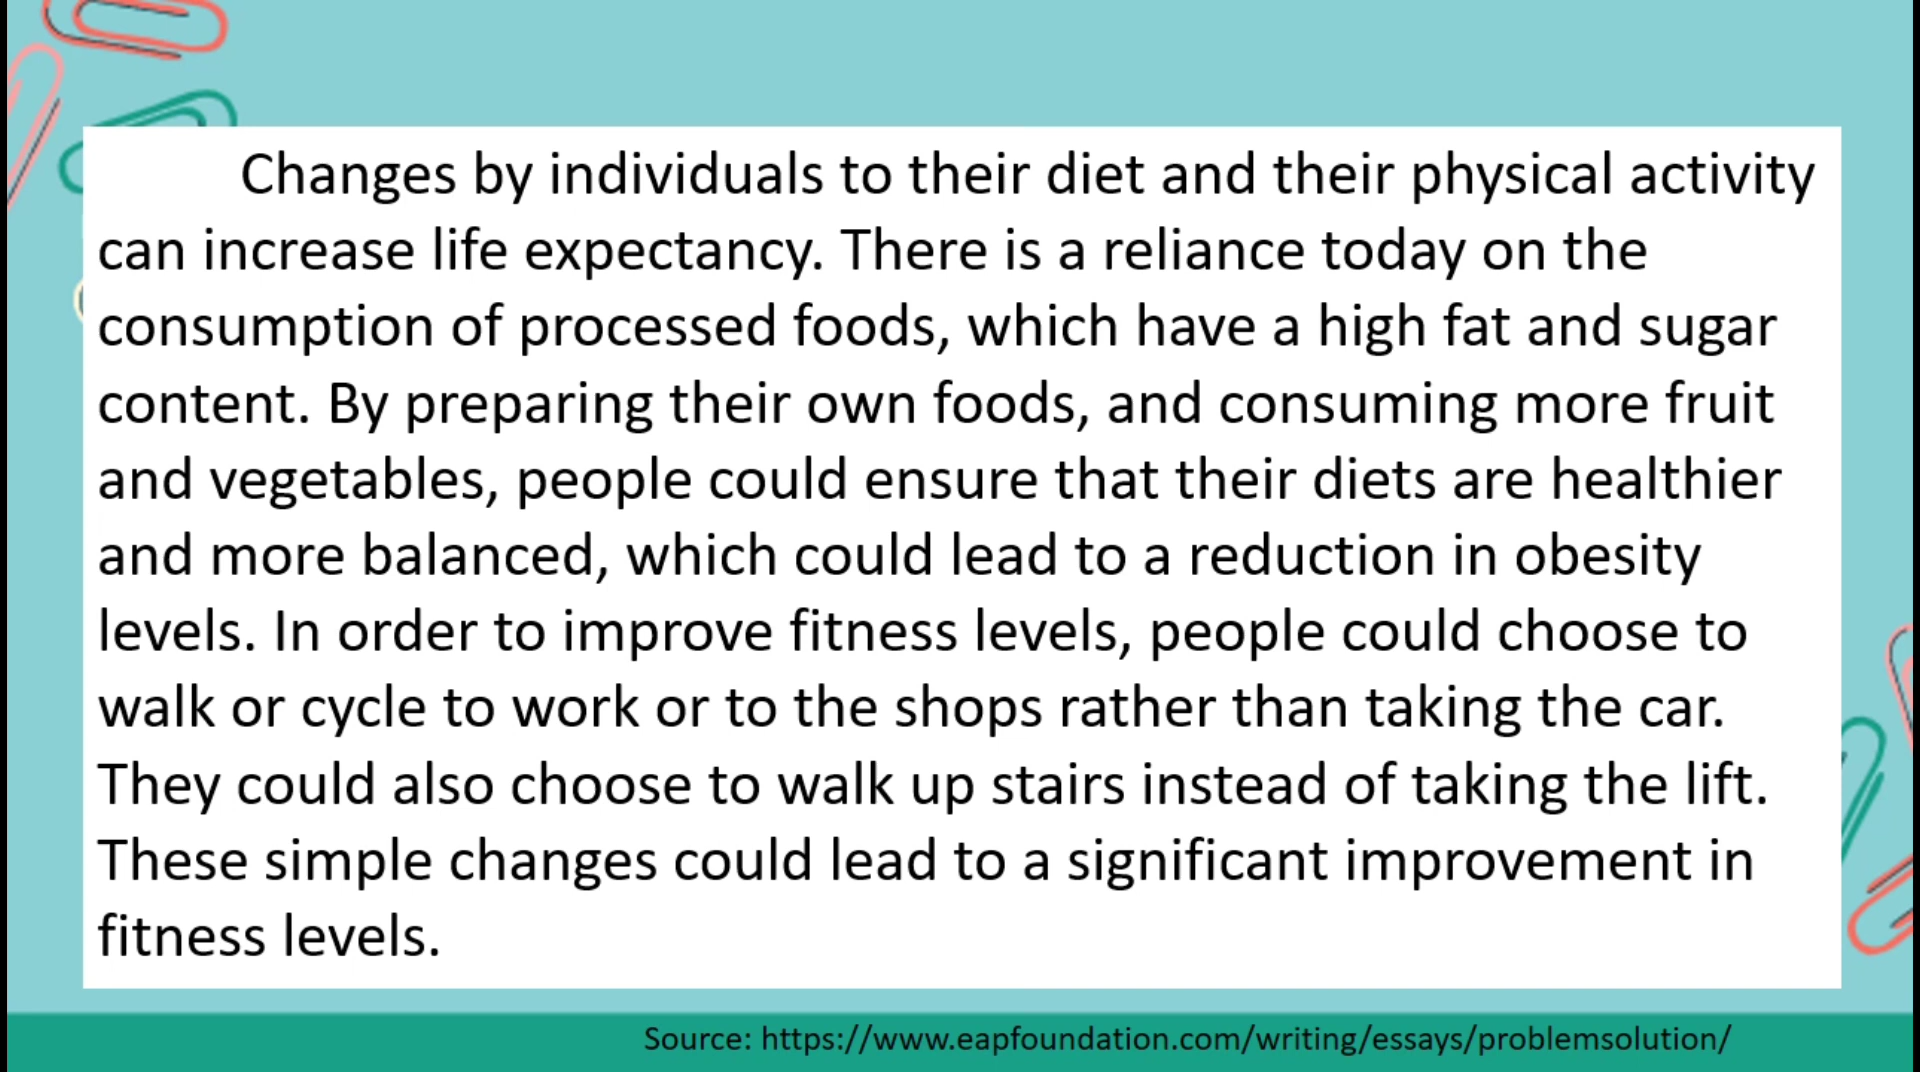 Changes by individuals to their diet and their physical activity
can increase life expectancy. There is a reliance today on the
consumption of processed foods, which have a high fat and sugar
content. By preparing their own foods, and consuming more fruit
and vegetables, people could ensure that their diets are healthier
and more balanced, which could lead to a reduction in obesity
levels. In order to improve fitness levels, people could choose to
walk or cycle to work or to the shops rather than taking the car.
They could also choose to walk up stairs instead of taking the lift.
These simple changes could lead to a significant improvement in
fitness levels.
Source: https://www.eapfoundation.com/writing/essays/problemsolution/